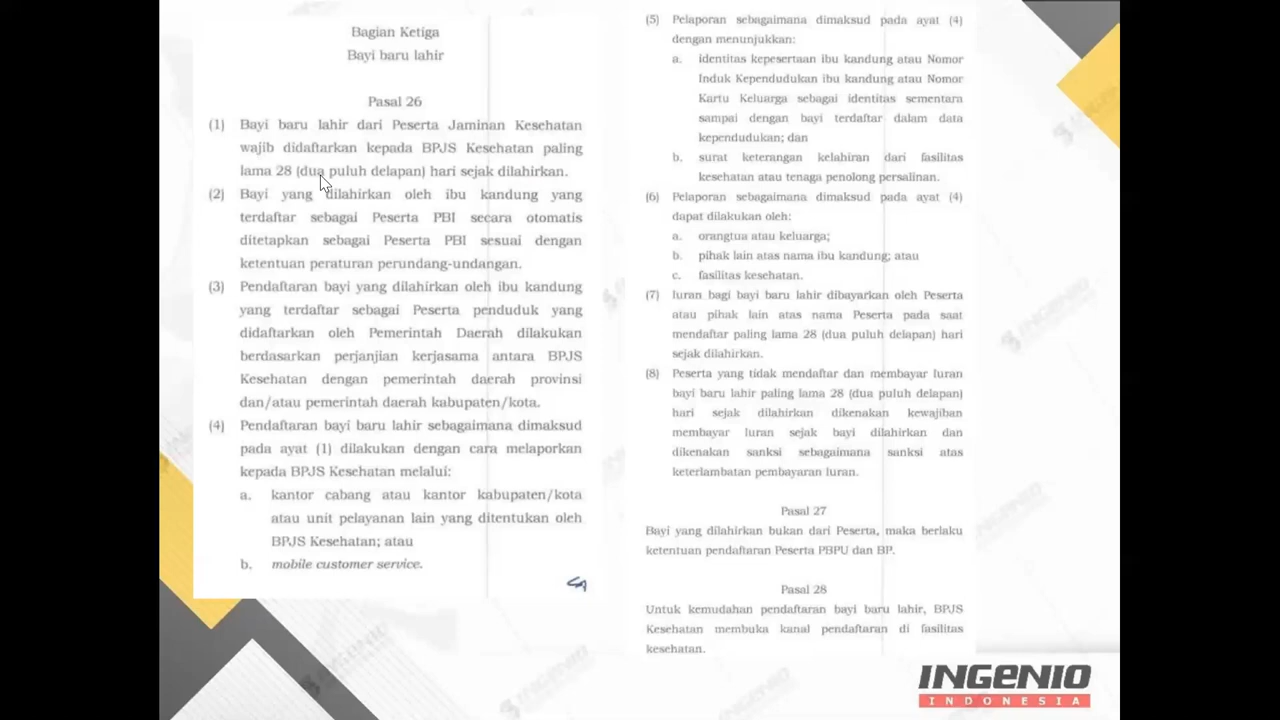 Bagian Ketiga
Bayi baru lahir
Pasal 26
(1) Bayi baru lahir dari Peserta Jaminan Kesehatan
wajib didaftarkan kepada BPJS Kesehatan paling
lama 28 (dua puluh delapan) hari sejak dilahirkan.
(2) Bayi yang dilahirkan oleh ibu kandung yang
terdaftar sebagai Peserta PBI secara otomatis
ditetapkan sebagai Peserta PBI sesuai dengan
ketentuan peraturan perundang-undangan.
(3) Pendaftaran bayi yang dilahirkan oleh ibu kandung
yang terdaftar sebagai Peserta penduduk yang
didaftarkan oleh Pemerintah Daerah dilakukan
berdasarkan perjanjian kerjasama antara BPJS
Kesehatan dengan pemerintah daerah provinsi
dan/atau pemerintah daerah kabupaten/kota.
(4) Pendaftaran bayi baru lahir sebagaimana dimaksud
pada ayat (1) dilakukan dengan cara melaporkan
kepada BPJS Kesehatan melalui:
a. kantor cabang atau kantor kabupaten/kota
atau unit pelayanan lain yang ditentukan oleh
BPJS Kesehatan; atau
b. mobile customer service.
(5) Pelaporan sebagaimana dimaksud pada ayat (4)
dengan menunjukkan:
a. identitas kepesertaan ibu kandung atau Nomor
Induk Kependudukan ibu kandung atau Nomor
Kartu Keluarga sebagai identitas sementara
sampai dengan bayi terdaftar dalam data
kependudukan; dan
b. surat keterangan kelahiran dari fasilitas
kesehatan atau tenaga penolong persalinan.
(6) Pelaporan sebagaimana dimaksud pada ayat (4)
dapat dilakukan oleh:
a. orangtua atau keluarga;
b. pihak lain atas nama ibu kandung; atau
c. fasilitas kesehatan.
(7) Iuran bagi bayi baru lahir dibayarkan oleh Peserta
atau pihak lain atas nama Peserta pada saat
mendaftar paling lama 28 (dua puluh delapan) hari
sejak dilahirkan.
(8) Peserta yang tidak mendaftar dan membayar Iuran
bayi baru lahir paling lama 28 (dua puluh delapan)
hari sejak dilahirkan dikenakan kewajiban
membayar Iuran sejak bayi dilahirkan dan
dikenakan sanksi sebagaimana sanksi atas
keterlambatan pembayaran Iuran.
Pasal 27
Bayi yang dilahirkan bukan dari Peserta, maka berlaku
ketentuan pendaftaran Peserta PBPU dan BP.
Pasal 28
Untuk kemudahan pendaftaran bayi baru lahir, BPJS
Kesehatan membuka kanal pendaftaran di fasilitas
kesehatan.
INGENIO
INDONESIA